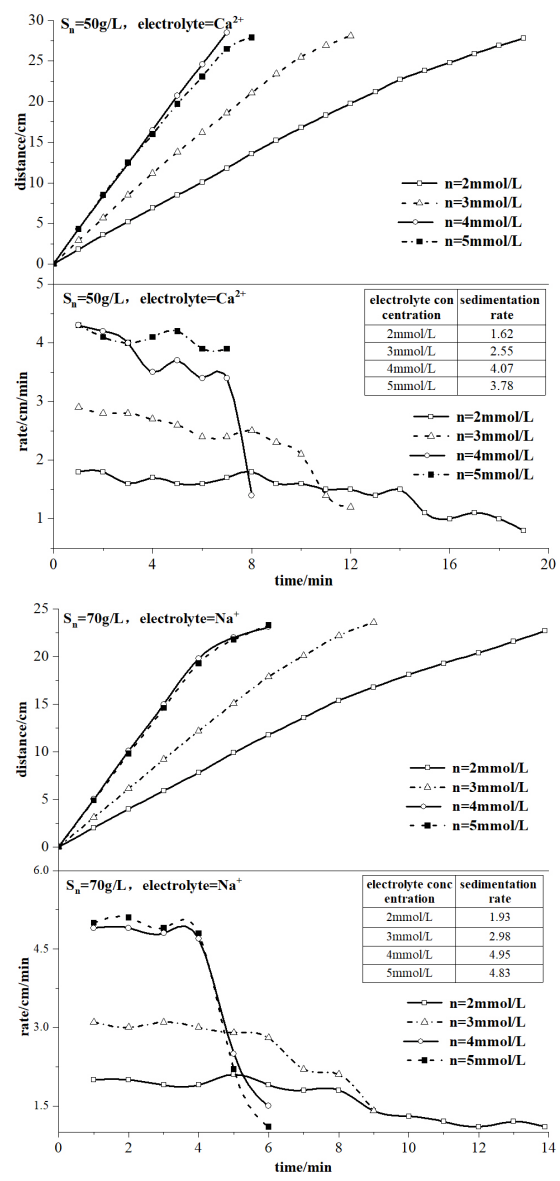 Sn=50g/L，electrolyte=Ca2+
30
25
20
15
10
5
0
distance/cm
n=2mmol/L
n=3mmol/L
n=4mmol/L
n=5mmol/L
Sn=50g/L，electrolyte=Ca2+
5
4
3
2
1
rate/cm/min
electrolyte con
centration
sedimentation
rate
2mmol/L 1.62
3mmol/L 2.55
4mmol/L 4.07
5mmol/L 3.78
n=2mmol/L
n=3mmol/L
n=4mmol/L
n=5mmol/L
0 4 8 12 16 20
time/min
Sn=70g/L，electrolyte=Na+
25
20
15
10
5
0
distance/cm
n=2mmol/L
n=3mmol/L
n=4mmol/L
n=5mmol/L
Sn=70g/L，electrolyte=Na+
6.0
4.5
3.0
1.5
rate/cm/min
electrolyte conc
entration
sedimentation
rate
2mmol/L 1.93
3mmol/L 2.98
4mmol/L 4.95
5mmol/L 4.83
n=2mmol/L
n=3mmol/L
n=4mmol/L
n=5mmol/L
0 2 4 6 8 10 12 14
time/min